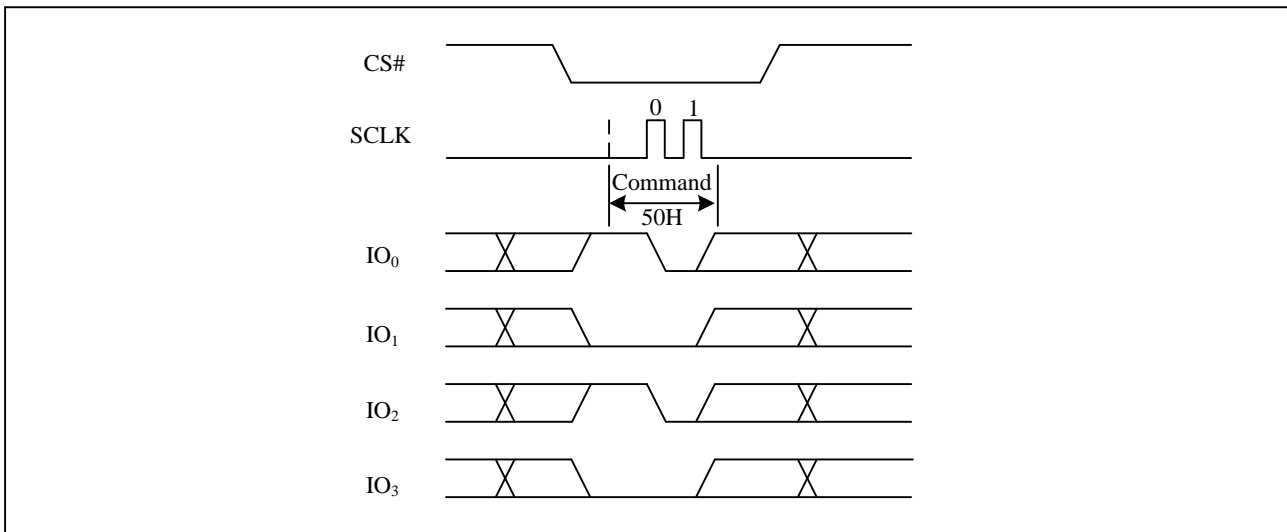 CS#
0 1
SCLK
Command
50H
IO₀
IO₁
IO₂
IO₃